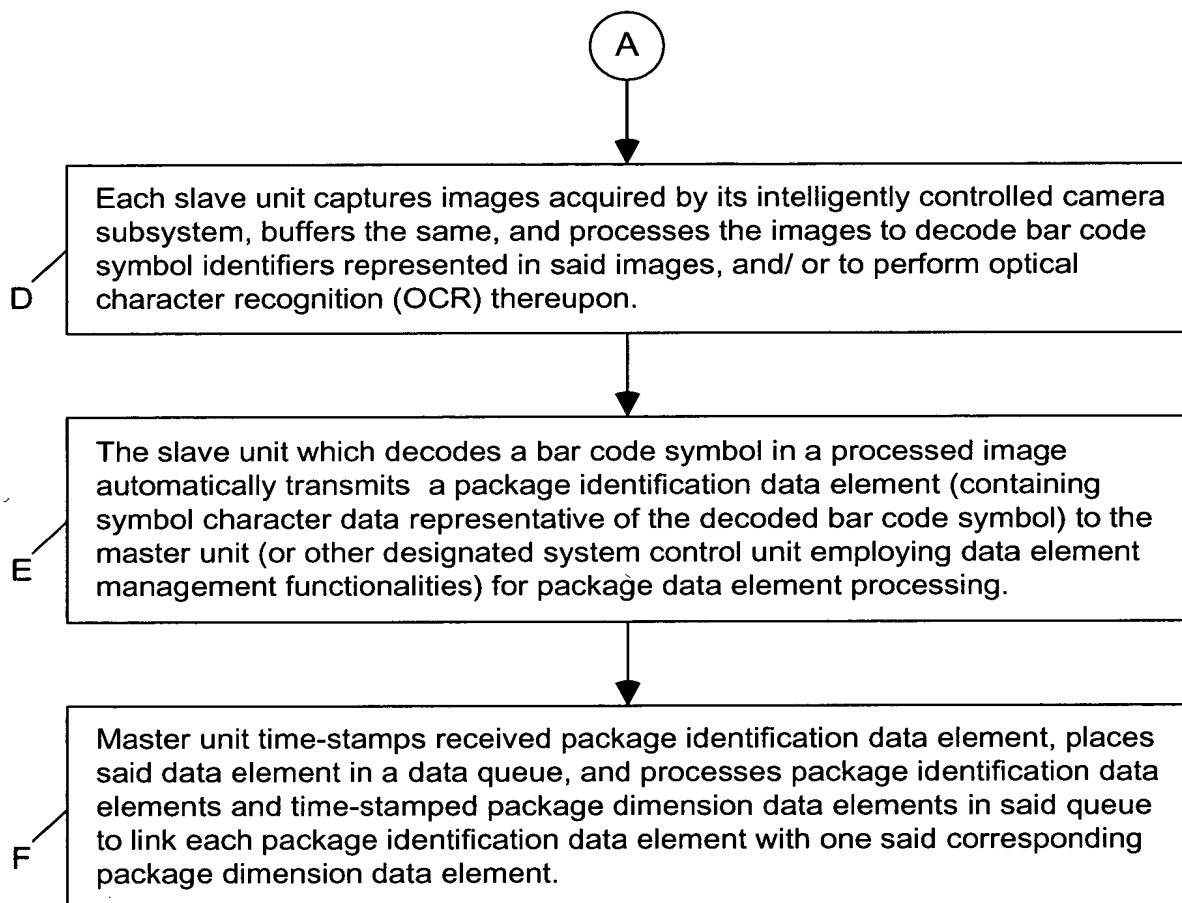 A
Each slave unit captures images acquired by its intelligently controlled camera
subsystem, buffers the same, and processes the images to decode bar code
symbol identifiers represented in said images, and/ or to perform optical
character recognition (OCR) thereupon.
D
The slave unit which decodes a bar code symbol in a processed image
automatically transmits a package identification data element (containing
symbol character data representative of the decoded bar code symbol) to the
master unit (or other designated system control unit employing data element
management functionalities) for package data element processing.
E
Master unit time-stamps received package identification data element, places
said data element in a data queue, and processes package identification data
elements and time-stamped package dimension data elements in said queue
to link each package identification data element with one said corresponding
package dimension data element.
F